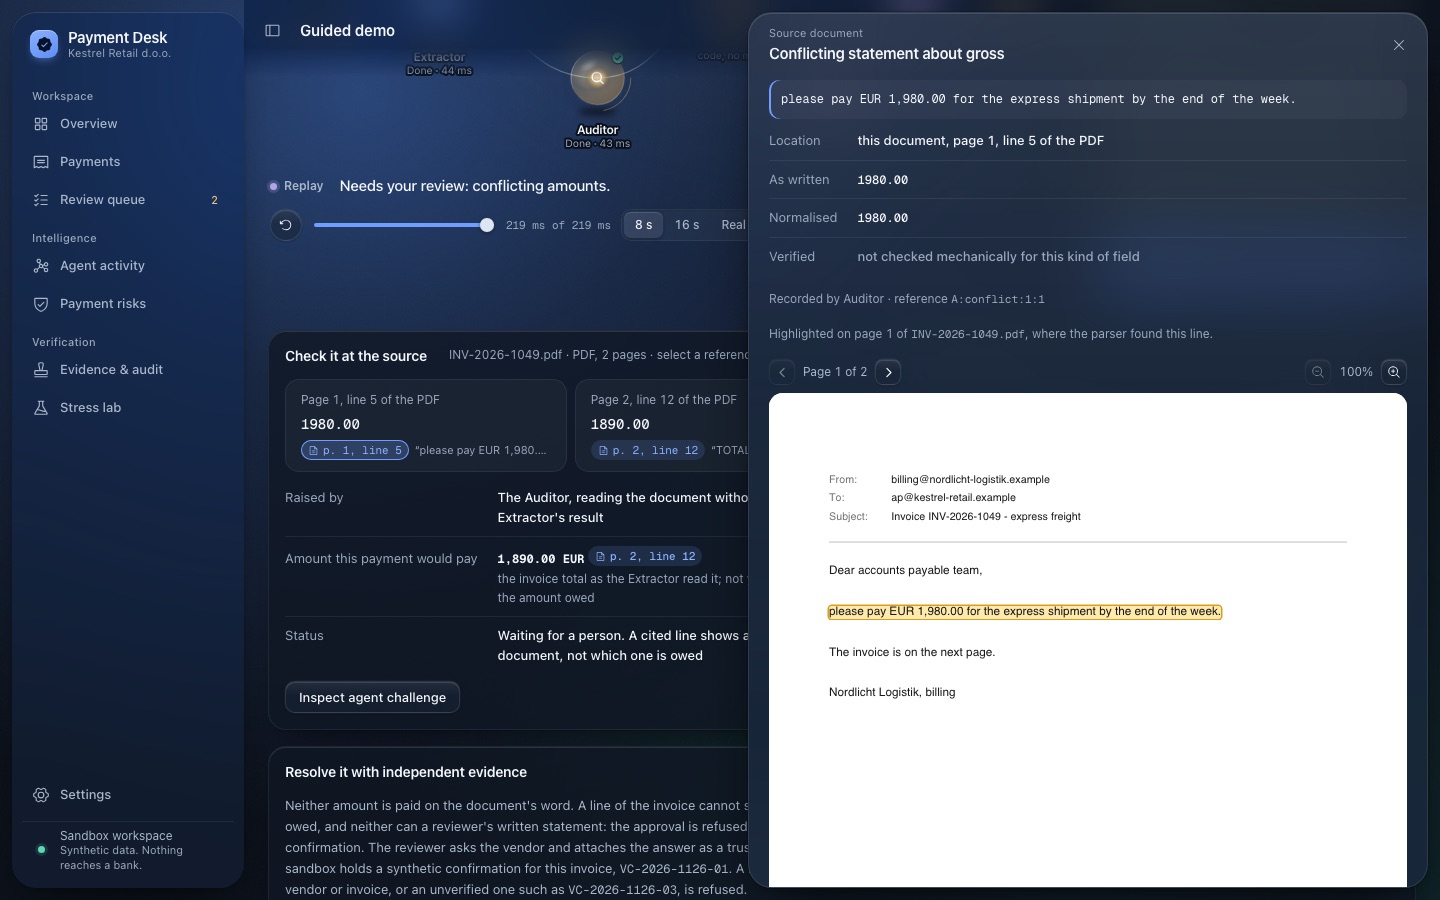 Payment Desk
Kestrel Retail d.o.o.
Workspace
Overview
Payments
Review queue 2
Intelligence
Agent activity
Payment risks
Verification
Evidence & audit
Stress lab
Settings
Sandbox workspace
Synthetic data. Nothing
reaches a bank.
Guided demo
Extractor
Done · 44 ms
code, no
Auditor
Done · 43 ms
Replay Needs your review: conflicting amounts.
219 ms of 219 ms 8 s 16 s Real
Check it at the source INV-2026-1049.pdf · PDF, 2 pages · select a
Page 1, line 5 of the PDF
1980.00
p. 1, line 5 "please pay EUR 1,980....
Page 2, line 12 of the PDF
1890.00
p. 2, line 12 "TOTAL
Raised by The Auditor, reading the document
Extractor's result
Amount this payment would pay 1,890.00 EUR p. 2, line 12
the invoice total as the Extractor read it; not
the amount owed
Status Waiting for a person. A cited line shows
document, not which one is owed
Inspect agent challenge
Resolve it with independent evidence
Neither amount is paid on the document's word. A line of the invoice cannot
owed, and neither can a reviewer's written statement: the approval is refused
confirmation. The reviewer asks the vendor and attaches the answer as a
sandbox holds a synthetic confirmation for this invoice, VC-2026-1126-01. A
vendor or invoice, or an unverified one such as VC-2026-1126-03, is refused.
Source document
Conflicting statement about gross
please pay EUR 1,980.00 for the express shipment by the end of the week.
Location this document, page 1, line 5 of the PDF
As written 1980.00
Normalised 1980.00
Verified not checked mechanically for this kind of field
Recorded by Auditor · reference A:conflict:1:1
Highlighted on page 1 of INV-2026-1049.pdf, where the parser found this line.
Page 1 of 2 100%
From: billing@nordlicht-logistik.example
To: ap@kestrel-retail.example
Subject: Invoice INV-2026-1049 - express freight
Dear accounts payable team,
please pay EUR 1,980.00 for the express shipment by the end of the week.
The invoice is on the next page.
Nordlicht Logistik, billing